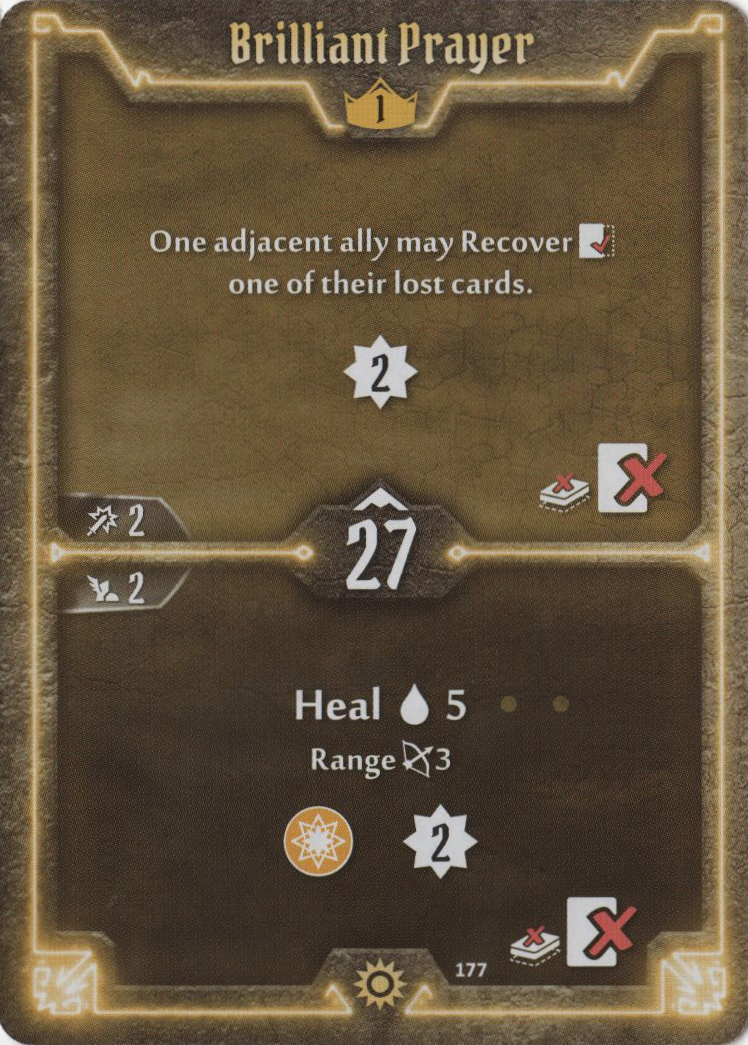 Brilliant Prayer
1
One adjacent ally may Recover
one of their lost cards.
2
2
27
2
Heal 5
Range 3
2
177